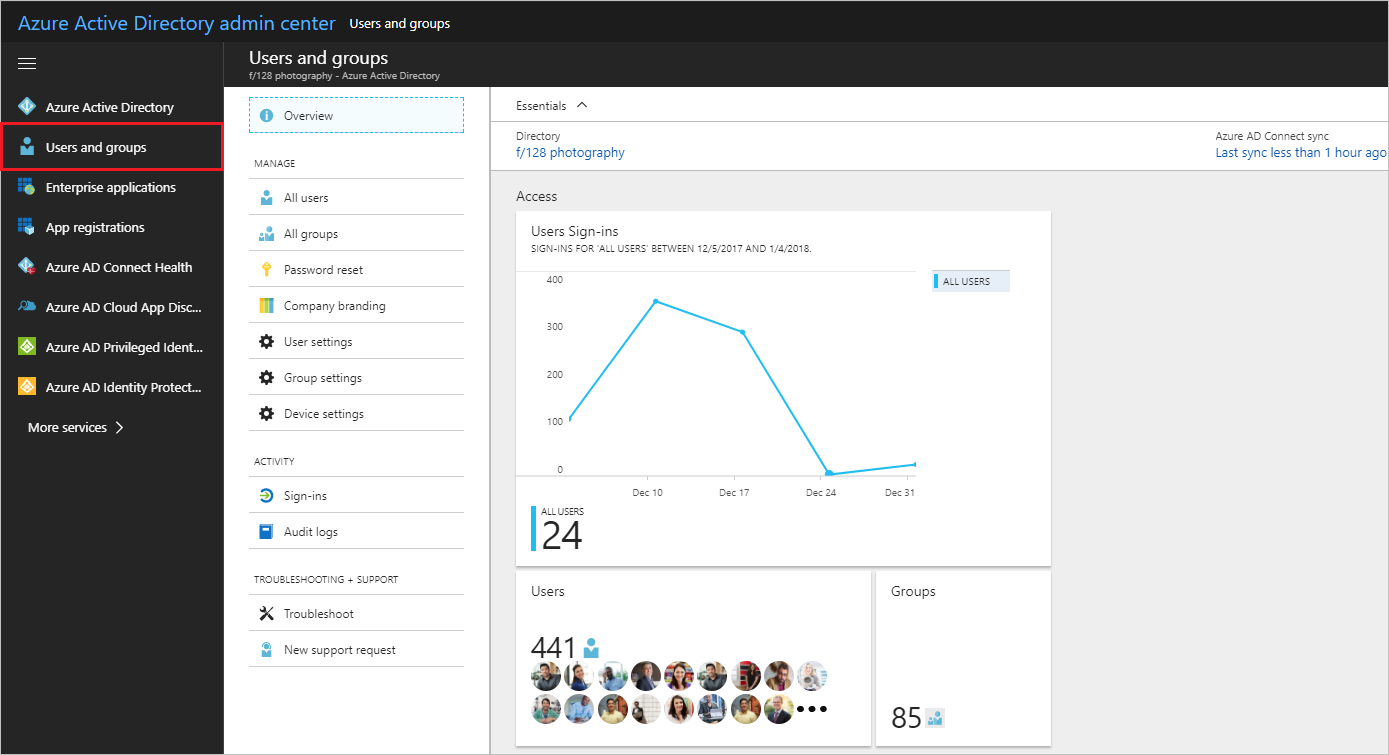 Azure Active Directory admin center Users and groups
Users and groups
f/128 photography - Azure Active Directory
Azure Active Directory
Users and groups
Enterprise applications
App registrations
Azure AD Connect Health
Azure AD Cloud App Disc...
Azure AD Privileged Ident...
Azure AD Identity Protect...
More services
Overview
MANAGE
All users
All groups
Password reset
Company branding
User settings
Group settings
Device settings
ACTIVITY
Sign-ins
Audit logs
TROUBLESHOOTING + SUPPORT
Troubleshoot
New support request
Essentials
Directory
f/128 photography
Azure AD Connect sync
Last sync less than 1 hour ago
Access
Users Sign-ins
SIGN-INS FOR 'ALL USERS' BETWEEN 12/5/2017 AND 1/4/2018.
400
300
200
100
0
Dec 10 Dec 17 Dec 24 Dec 31
ALL USERS
ALL USERS
24
Users
441
Groups
85